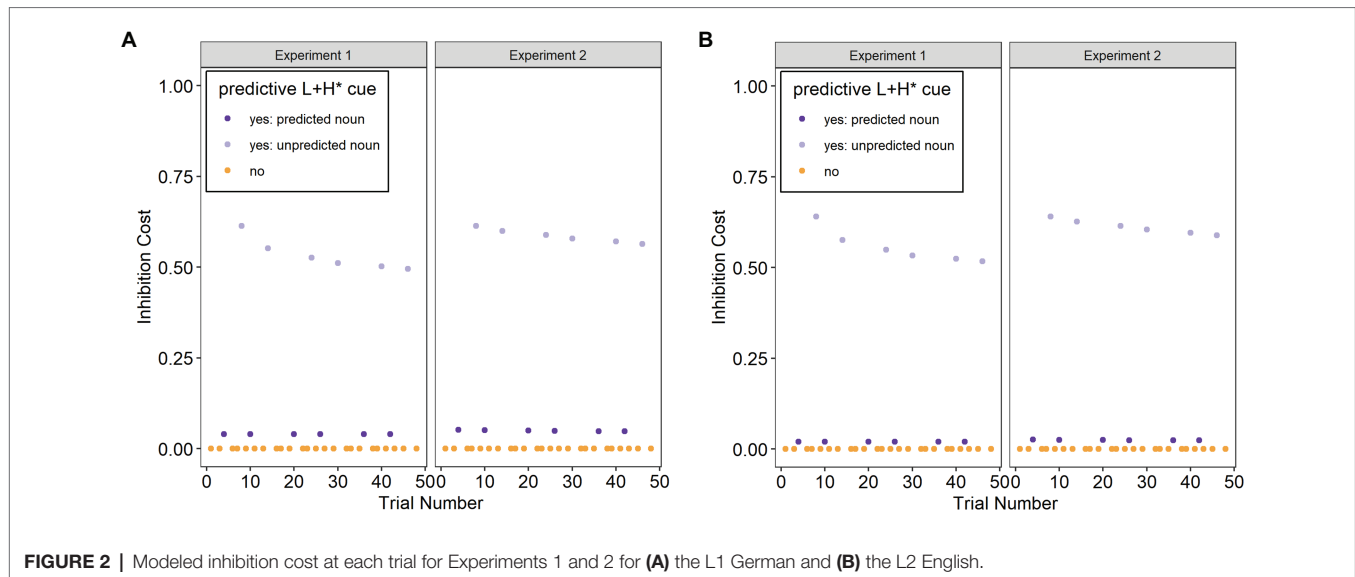 A
Experiment 1
Experiment 2
predictive L+H* cue
yes: predicted noun
yes: unpredicted noun
no
1.00
0.75
0.50
0.25
0.00
Inhibition Cost
0 10 20 30 40 50
0 10 20 30 40 50
Trial Number
B
Experiment 1
Experiment 2
predictive L+H* cue
yes: predicted noun
yes: unpredicted noun
no
1.00
0.75
0.50
0.25
0.00
Inhibition Cost
0 10 20 30 40 50
0 10 20 30 40 50
Trial Number
FIGURE 2 | Modeled inhibition cost at each trial for Experiments 1 and 2 for (A) the L1 German and (B) the L2 English.